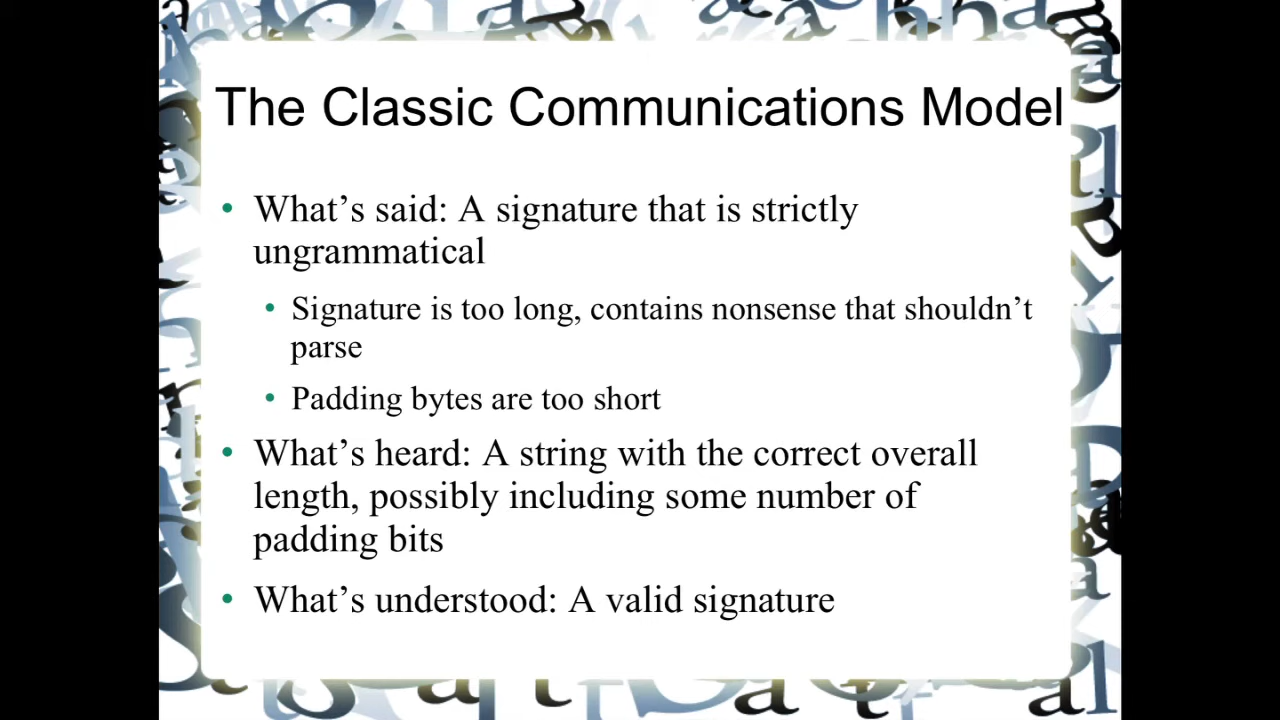 The Classic Communications Model
• What’s said: A signature that is strictly
ungrammatical
• Signature is too long, contains nonsense that shouldn’t
parse
• Padding bytes are too short
• What’s heard: A string with the correct overall
length, possibly including some number of
padding bits
• What’s understood: A valid signature